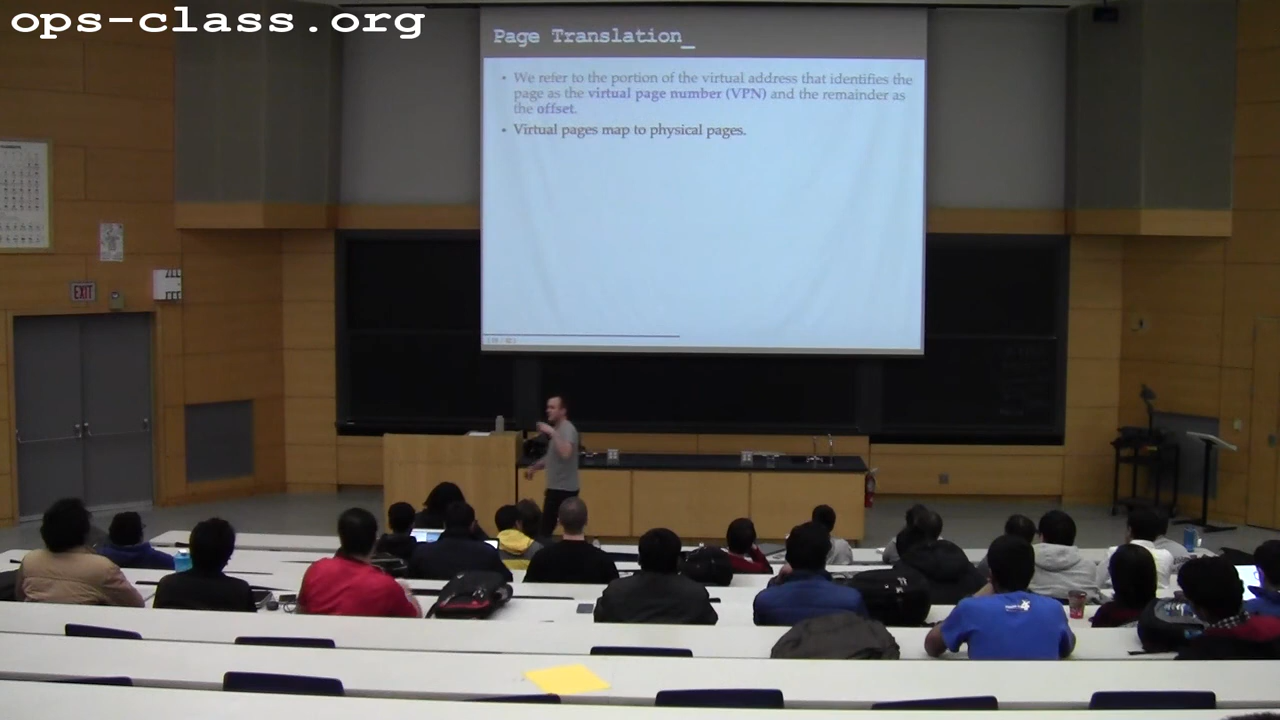 ops-class.org
Page Translation_
• We refer to the portion of the virtual address that identifies the
page as the virtual page number (VPN) and the remainder as
the offset.
• Virtual pages map to physical pages.
EXIT